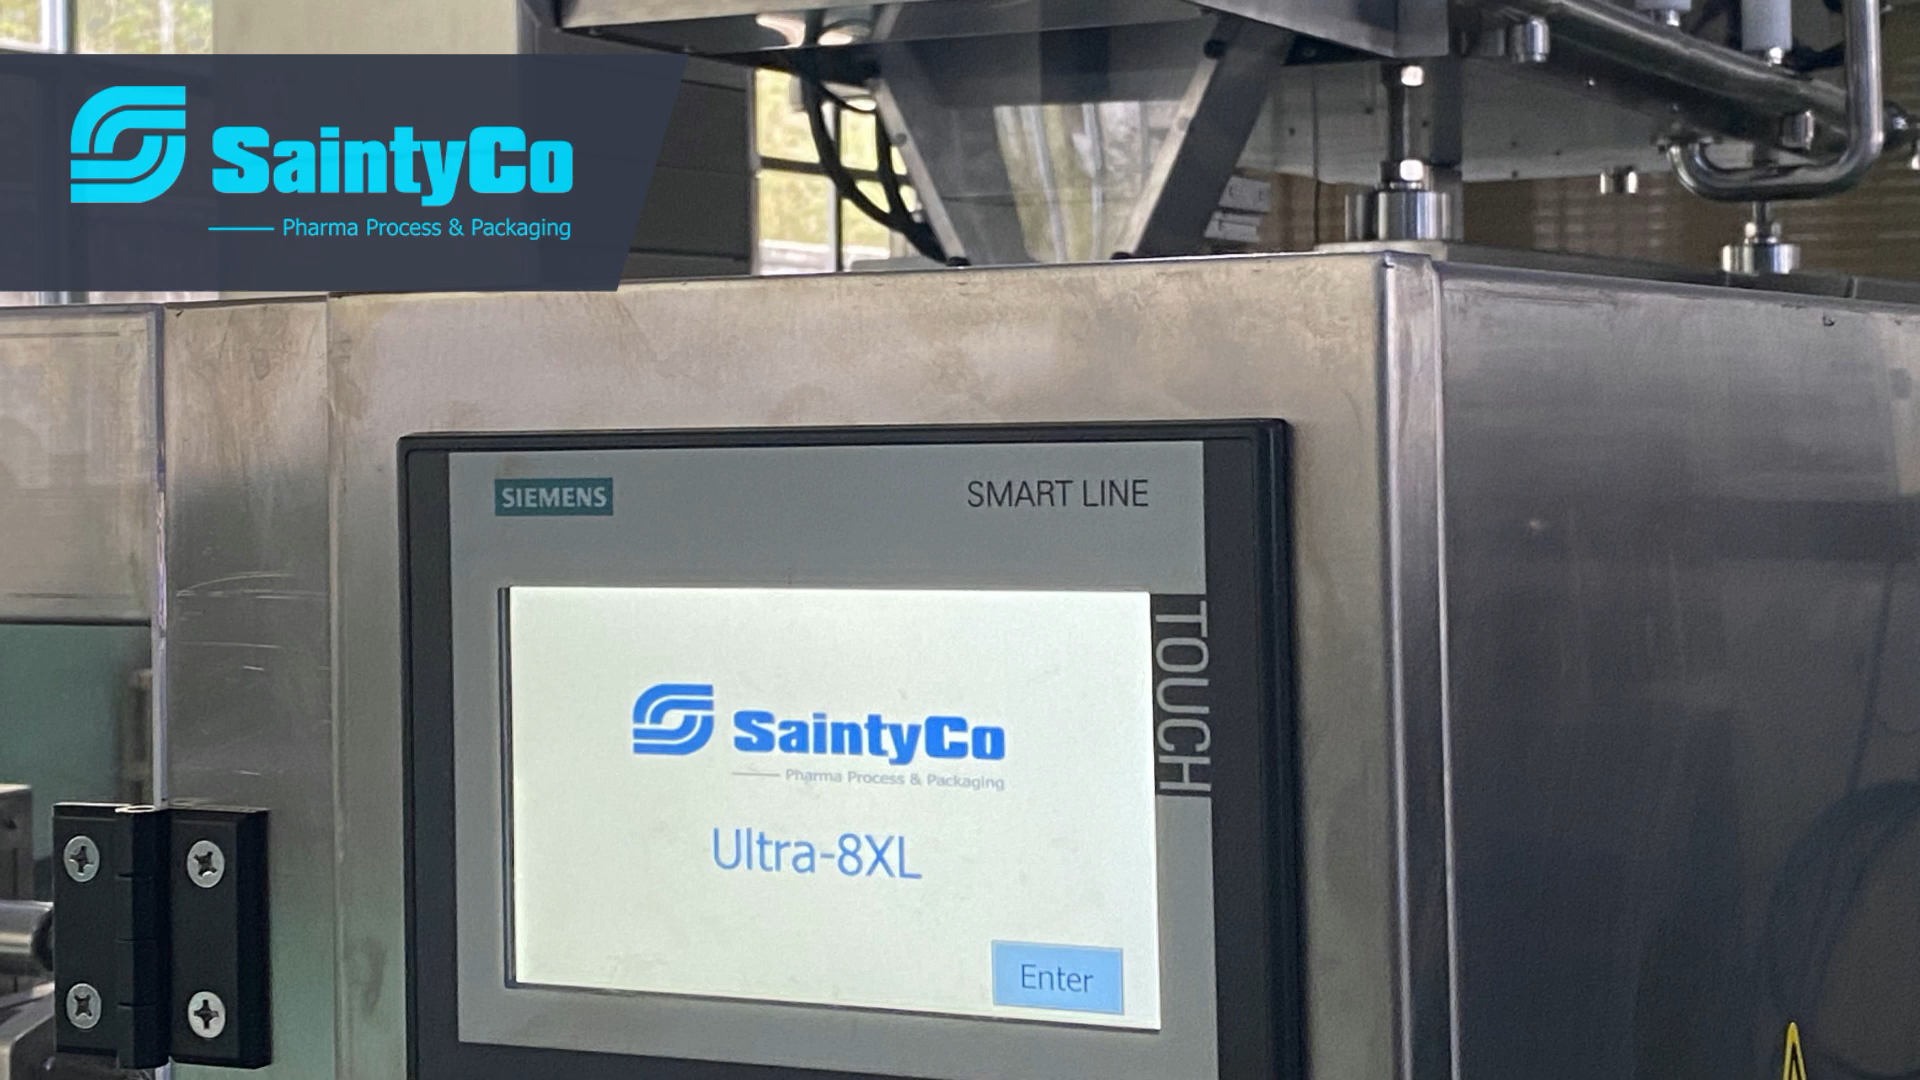 SaintyCo
Pharma Process & Packaging
SIEMENS
SMART LINE
TOUCH
SaintyCo
Pharma Process & Packaging
Ultra-8XL
Enter